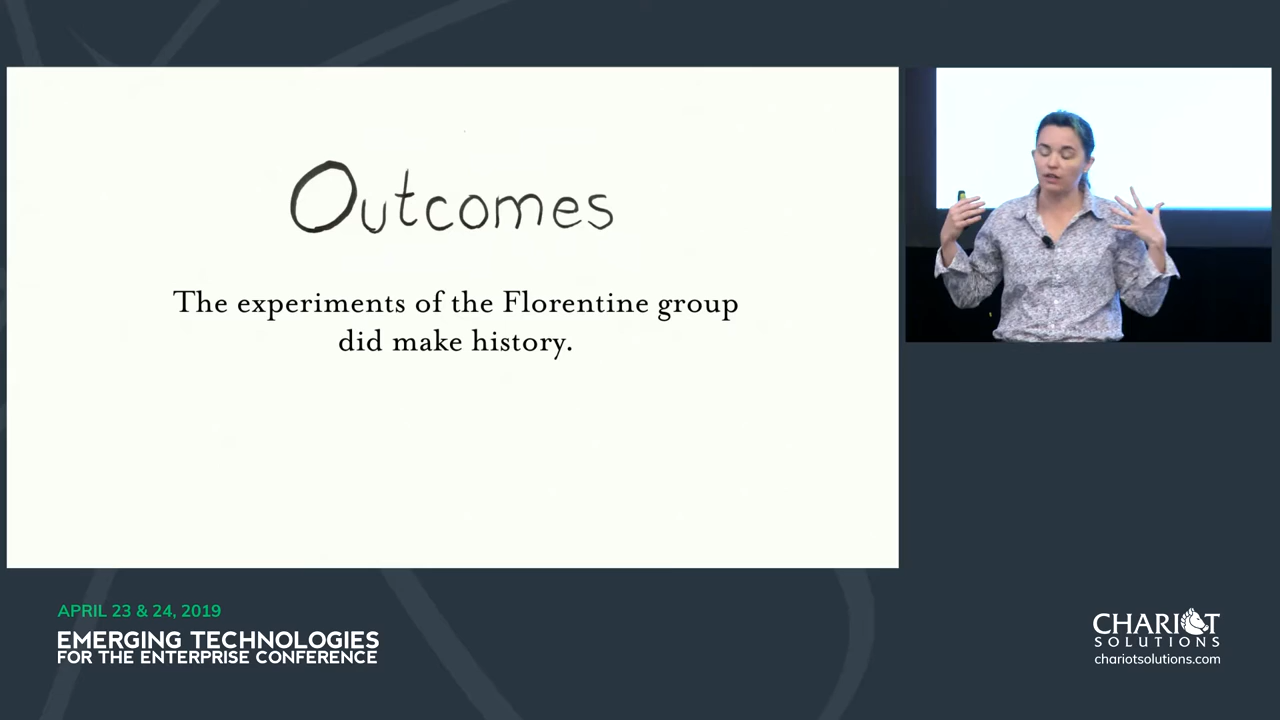 Outcomes
The experiments of the Florentine group
did make history.
APRIL 23 & 24, 2019
EMERGING TECHNOLOGIES
FOR THE ENTERPRISE CONFERENCE
CHARIOT
SOLUTIONS
chariotsolutions.com